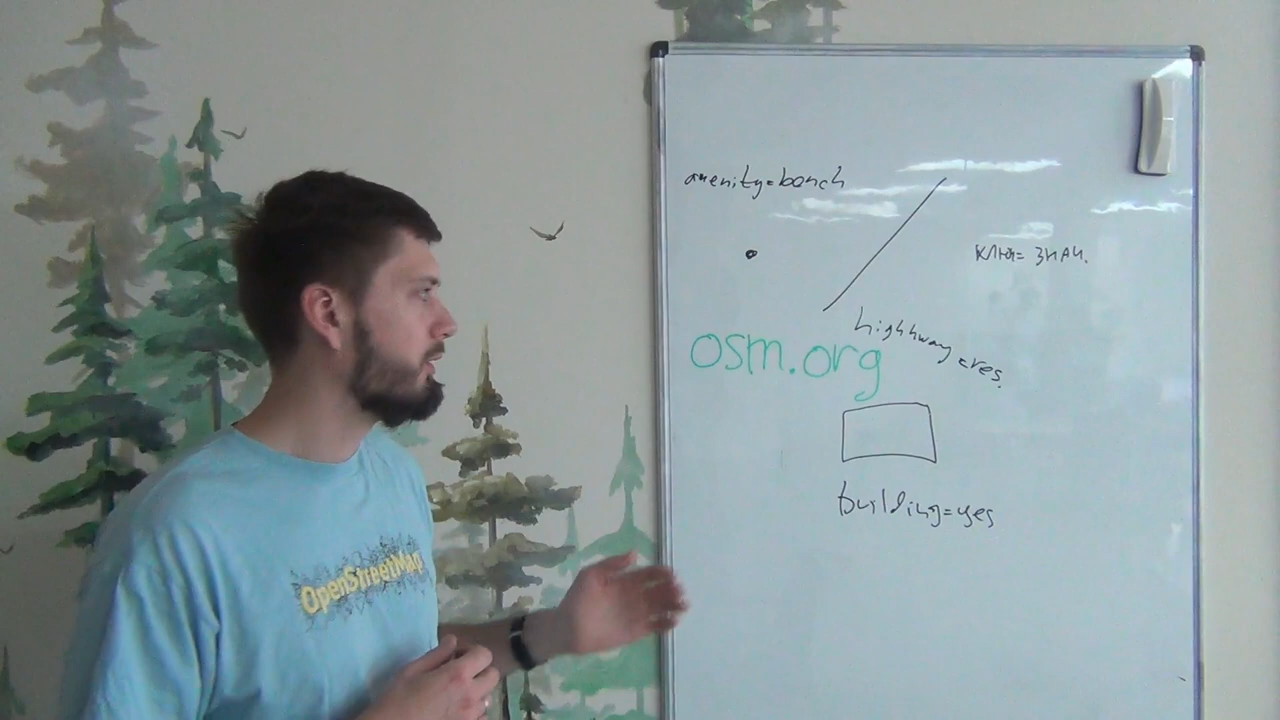 amenity=bench
ключ= знач.
highway=res.
osm.org
building=yes
OpenStreetMap